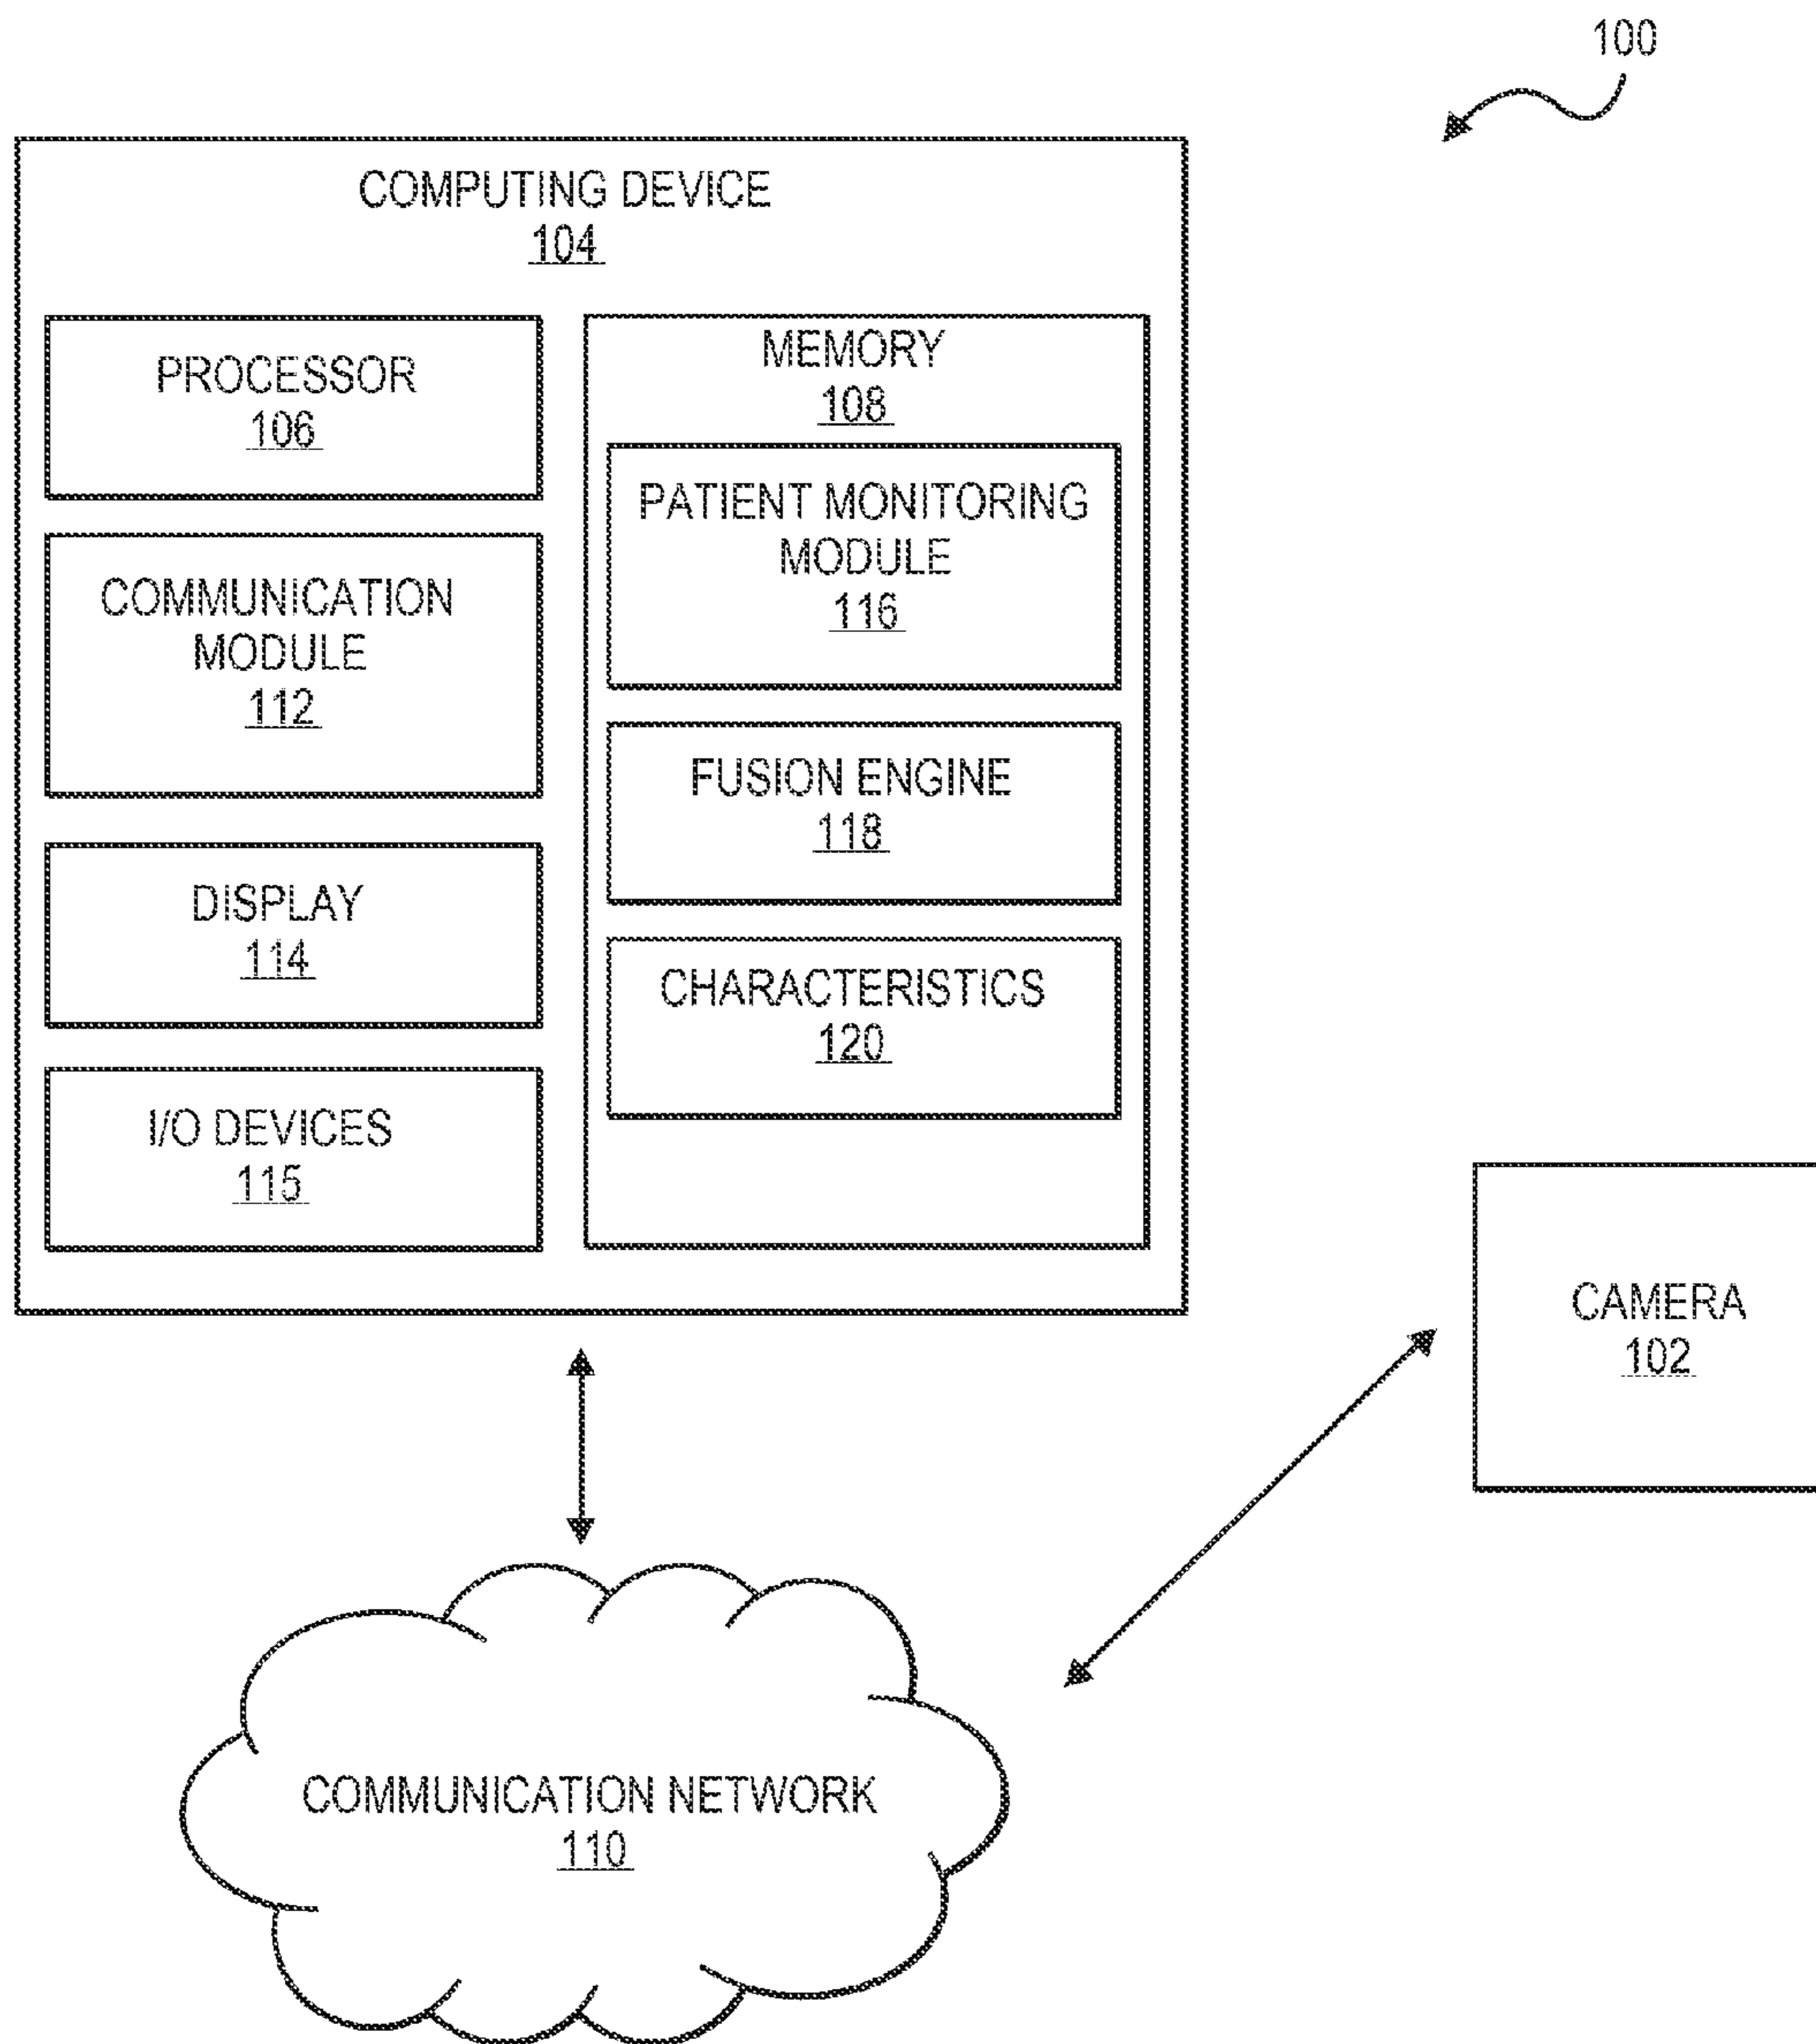 100
COMPUTING DEVICE
104
PROCESSOR
106
COMMUNICATION
MODULE
112
DISPLAY
114
I/O DEVICES
115
MEMORY
108
PATIENT MONITORING
MODULE
116
FUSION ENGINE
118
CHARACTERISTICS
120
CAMERA
102
COMMUNICATION NETWORK
110